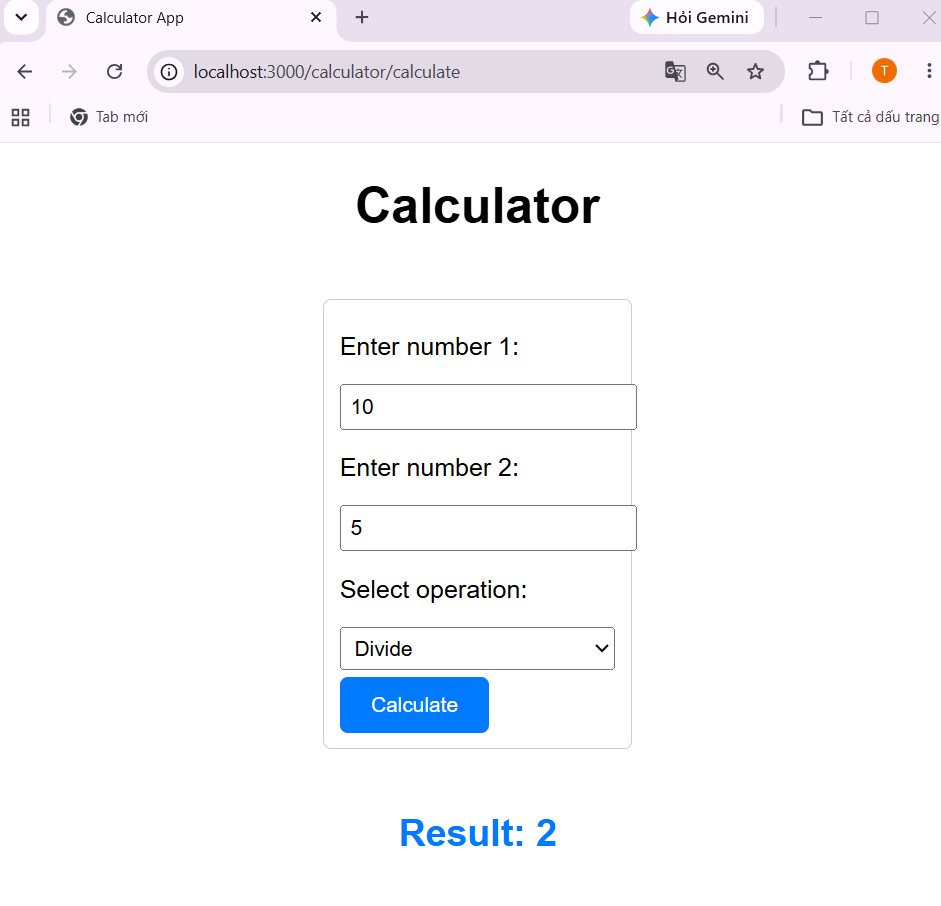 Calculator App
Hỏi Gemini
localhost:3000/calculator/calculate
T
Tab mới
Tất cả dấu trang
Calculator
Enter number 1:
10
Enter number 2:
5
Select operation:
Divide
Calculate
Result: 2